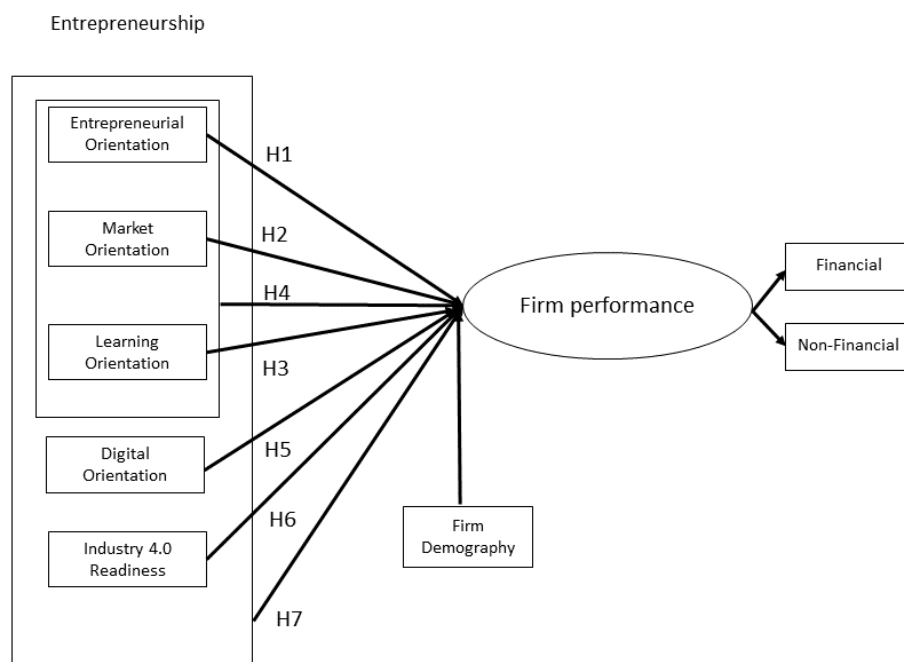 Entrepreneurship
Entrepreneurial
Orientation
H1
Market
Orientation
H2
H4
Learning
Orientation
H3
Digital
Orientation
H5
Industry 4.0
Readiness
H6
H7
Firm performance
Firm
Demography
Financial
Non-Financial